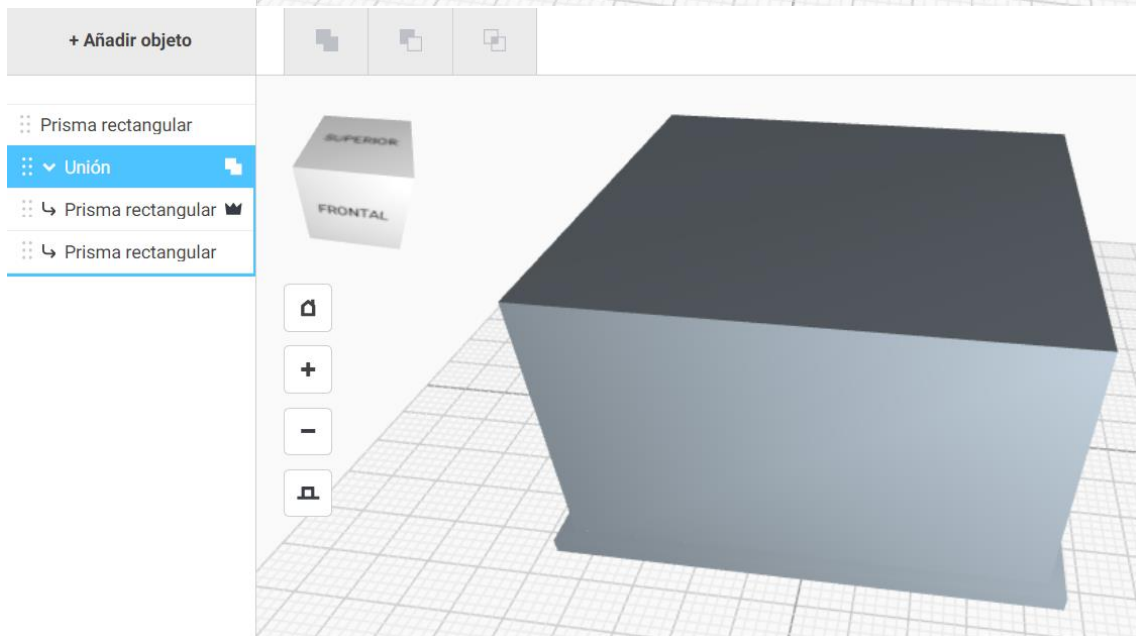 + Añadir objeto
Prisma rectangular
Unión
Prisma rectangular
Prisma rectangular
SUPERIOR
FRONTAL